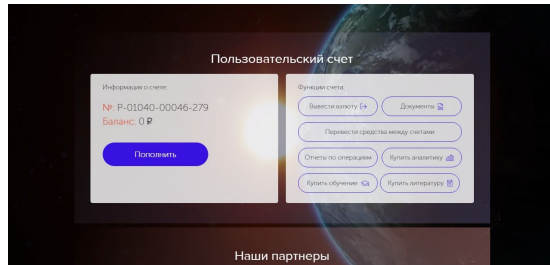 Пользовательский счет
Информация о счете:
№: P-01040-00046-279
Баланс: 0 ₽
Пополнить
Функции счета:
Вывести валюту
Документы
Перевести средства между счетами
Отчеты по операциям
Купить аналитику
Купить обучение
Купить литературу
Наши партнеры